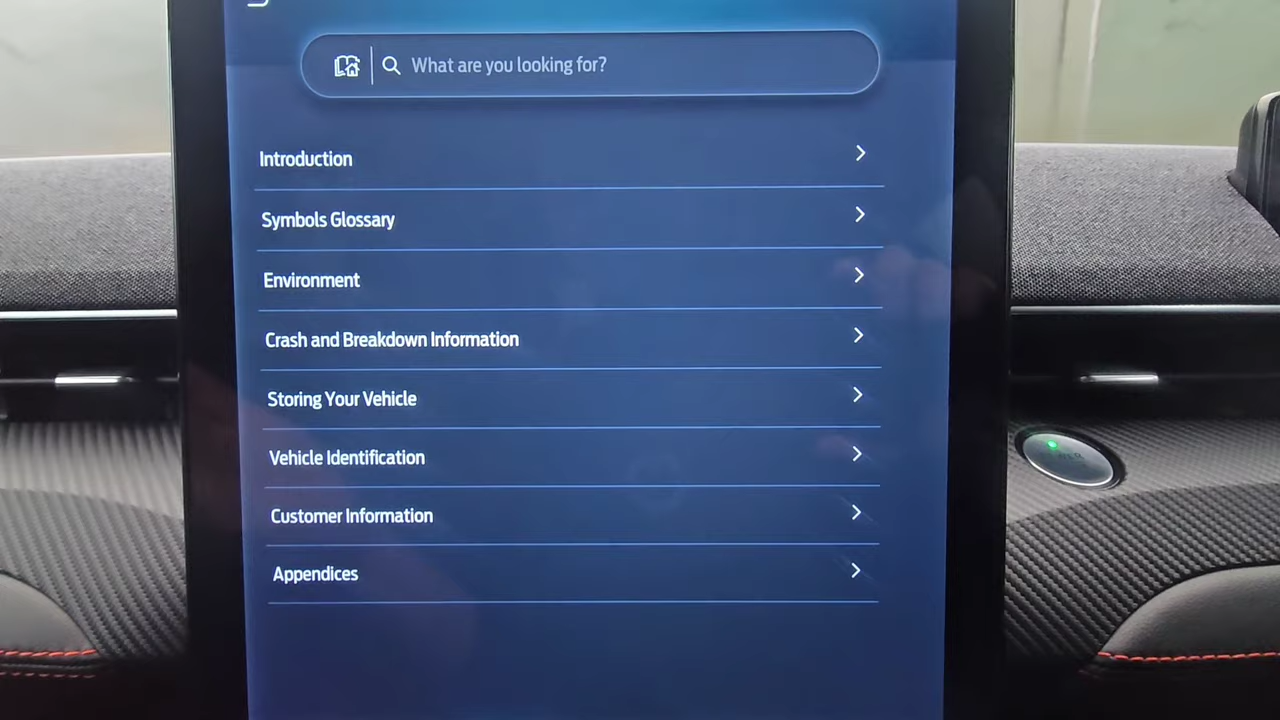 What are you looking for?
Introduction
Symbols Glossary
Environment
Crash and Breakdown Information
Storing Your Vehicle
Vehicle Identification
Customer Information
Appendices